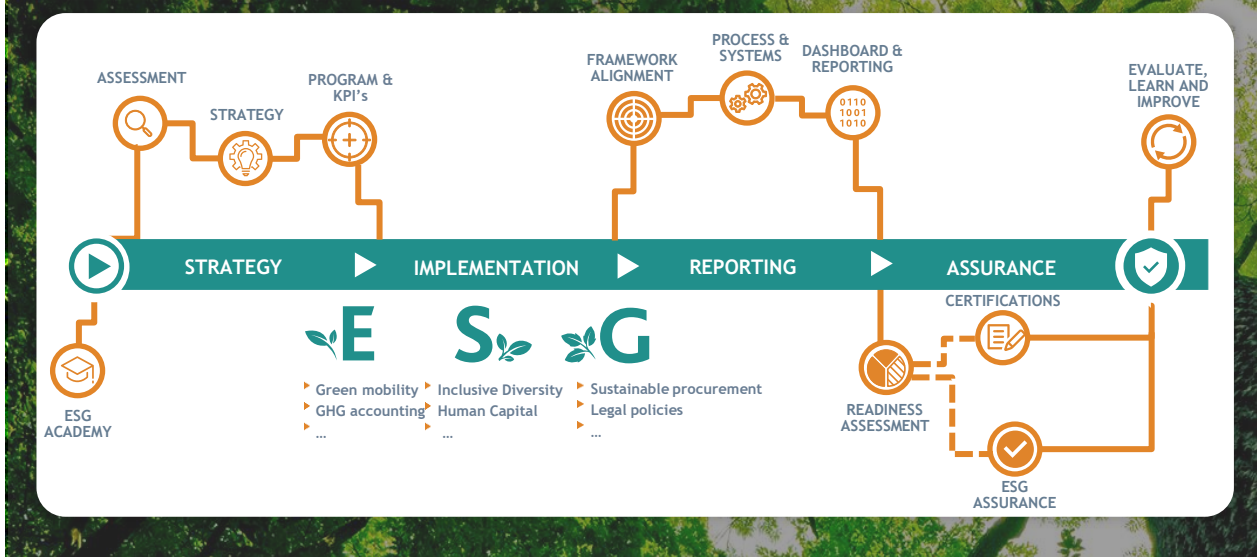 ASSESSMENT
STRATEGY
PROGRAM &
KPI's
FRAMEWORK
ALIGNMENT
PROCESS &
SYSTEMS
DASHBOARD &
REPORTING
0110
1001
1010
EVALUATE,
LEARN AND
IMPROVE
STRATEGY
IMPLEMENTATION
REPORTING
ASSURANCE
ESG
ACADEMY
E
Green mobility
GHG accounting
...
S
Inclusive Diversity
Human Capital
...
G
Sustainable procurement
Legal policies
...
READINESS
ASSESSMENT
CERTIFICATIONS
ESG
ASSURANCE